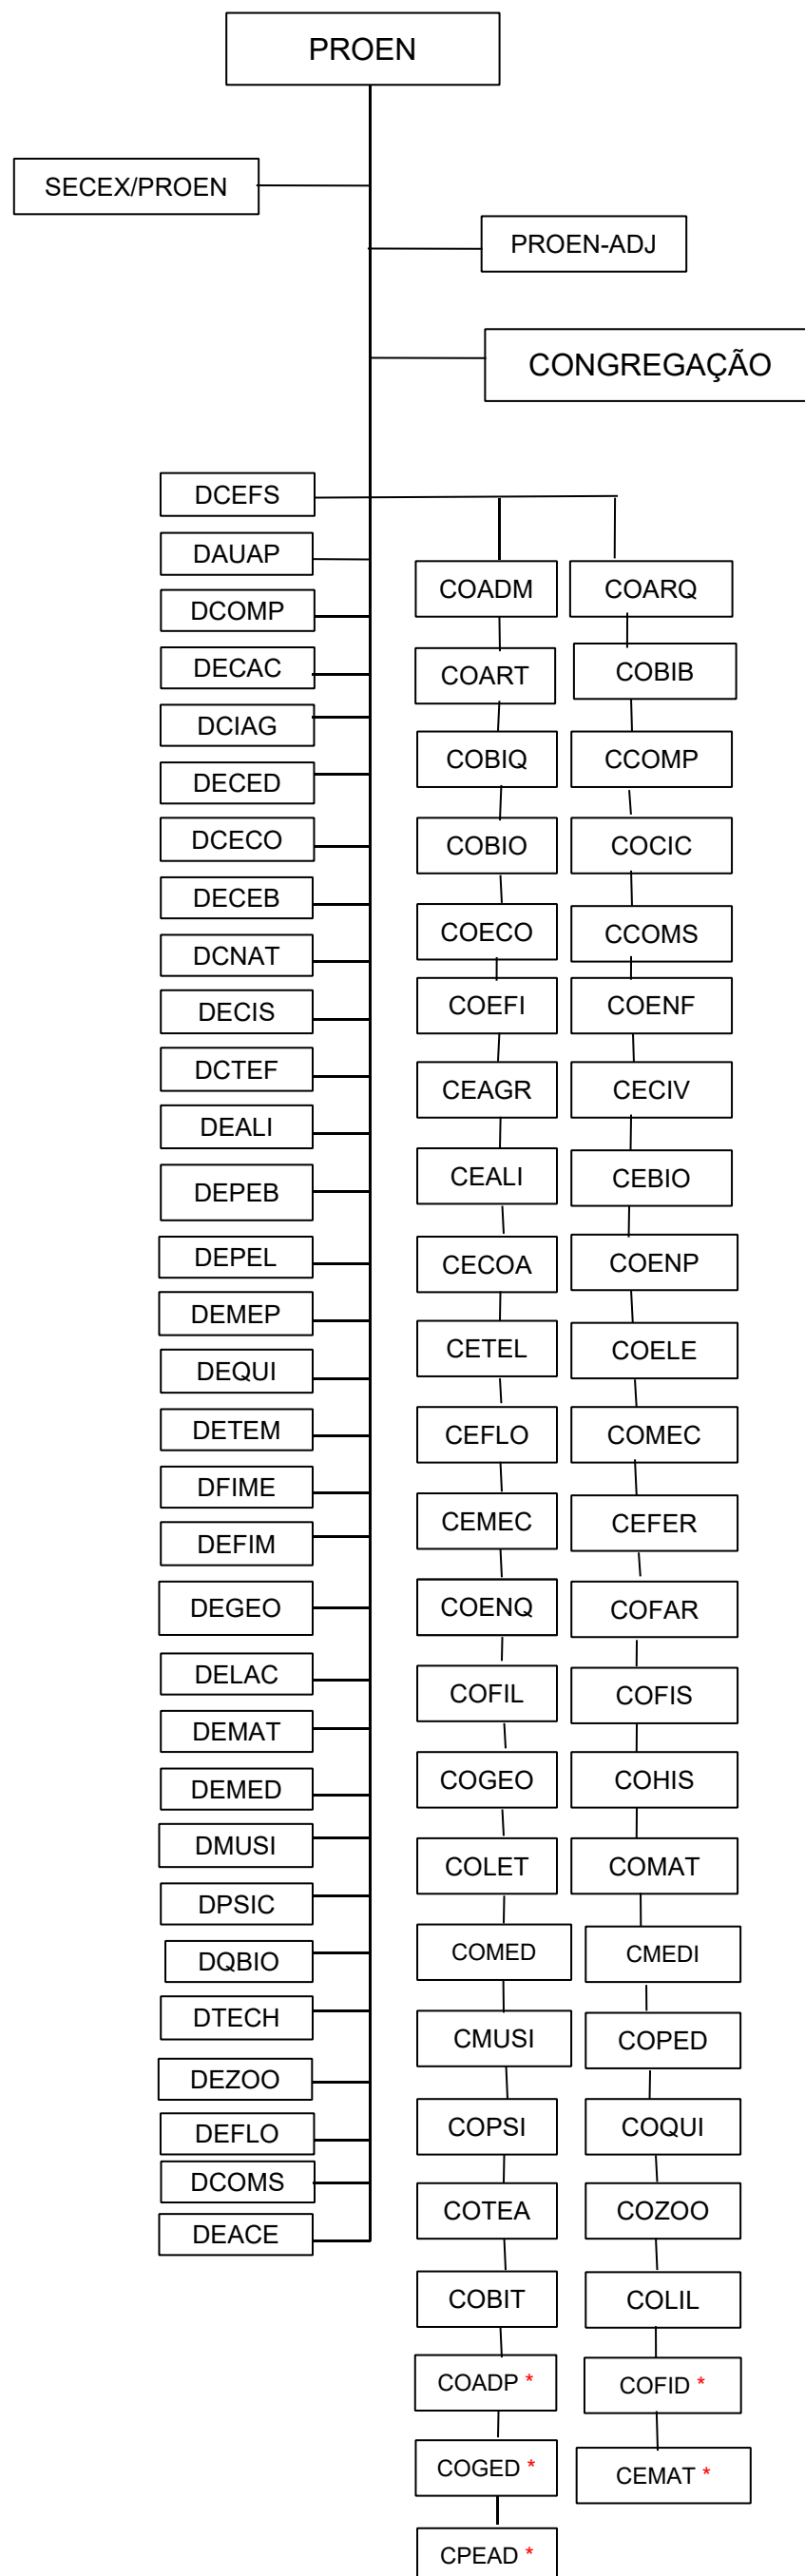 PROEN
SECEX/PROEN
PROEN-ADJ
CONGREGAÇÃO
DCEFS
DAUAP
DCOMP
DECAC
DCIAG
DECED
DCECO
DECEB
DCNAT
DECIS
DCTEF
DEALI
DEPEB
DEPEL
DEMEP
DEQUI
DETEM
DFIME
DEFIM
DEGEO
DELAC
DEMAT
DEMED
DMUSI
DPSIC
DQBIO
DTECH
DEZOO
DEFLO
DCOMS
DEACE
COADM
COART
COBIQ
COBIO
COECO
COEFI
CEAGR
CEALI
CECOA
CETEL
CEFLO
CEMEC
COENQ
COFIL
COGEO
COLET
COMED
CMUSI
COPSI
COTEA
COBIT
COADP *
COGED *
CPEAD *
COARQ
COBIB
CCOMP
COCIC
CCOMS
COENF
CECIV
CEBIO
COENP
COELE
COMEC
CEFER
COFAR
COFIS
COHIS
COMAT
CMEDI
COPED
COQUI
COZOO
COLIL
COFID *
CEMAT *